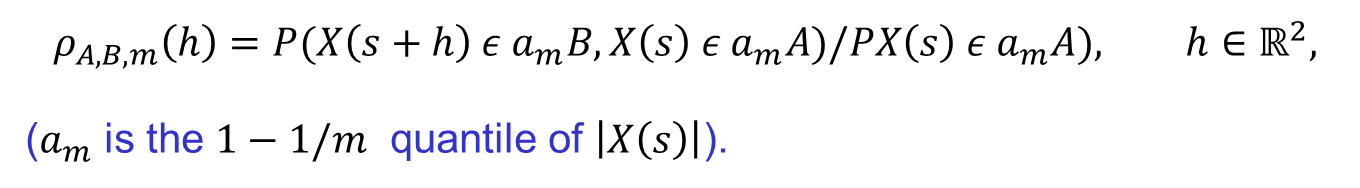 ρ_{A,B,m}(h) = P(X(s + h) ϵ a_m B, X(s) ϵ a_m A)/PX(s) ϵ a_m A), h ∈ ℝ²,
(a_m is the 1 − 1/m quantile of |X(s)|).